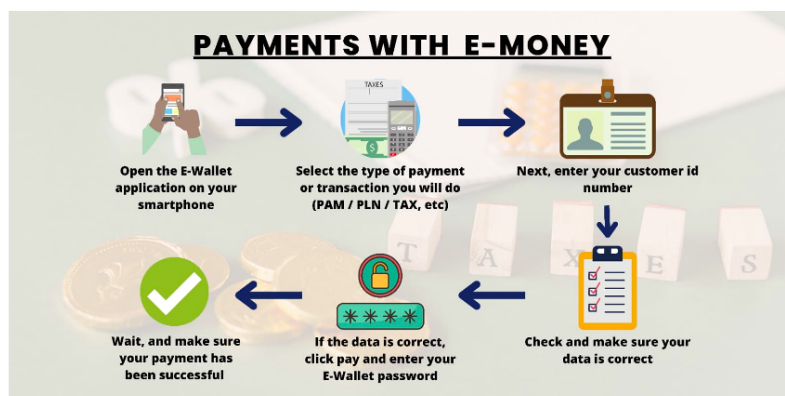 PAYMENTS WITH E-MONEY
TAXES
Open the E-Wallet
application on your
smartphone
Select the type of payment
or transaction you will do
(PAM / PLN / TAX, etc)
Next, enter your customer id
number
Check and make sure your
data is correct
If the data is correct,
click pay and enter your
E-Wallet password
Wait, and make sure
your payment has
been successful
$
* * * *
T A X E S